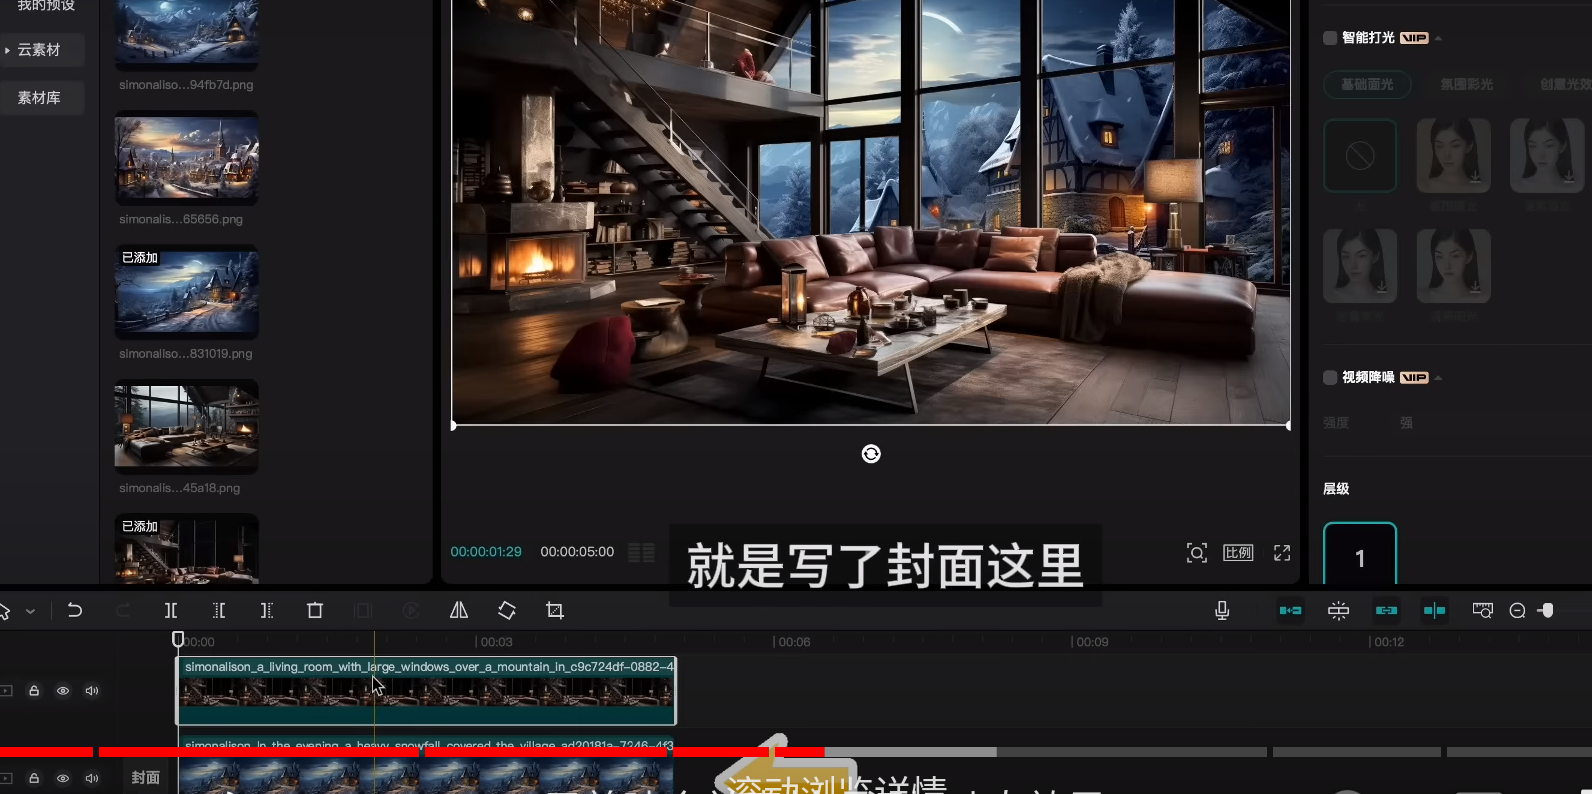 我的预设
云素材
素材库
simonaliso...94fb7d.png
simonalis...65656.png
已添加
simonaliso...831019.png
simonalis...45a18.png
已添加
智能打光 VIP
基础面光
氛围彩光
创意光效
视频降噪 VIP
强度
强
层级
1
00:00:01:29
00:00:05:00
比例
就是写了封面这里
00:00
00:03
00:06
00:09
00:12
simonalison_a_living_room_with_large_windows_over_a_mountain_in_c9c724df-0882-4
simonalison_In_the_evening_a_heavy_snowfall_covered_the_village_ad20181a-7246-4f3
封面
滚动浏览详情